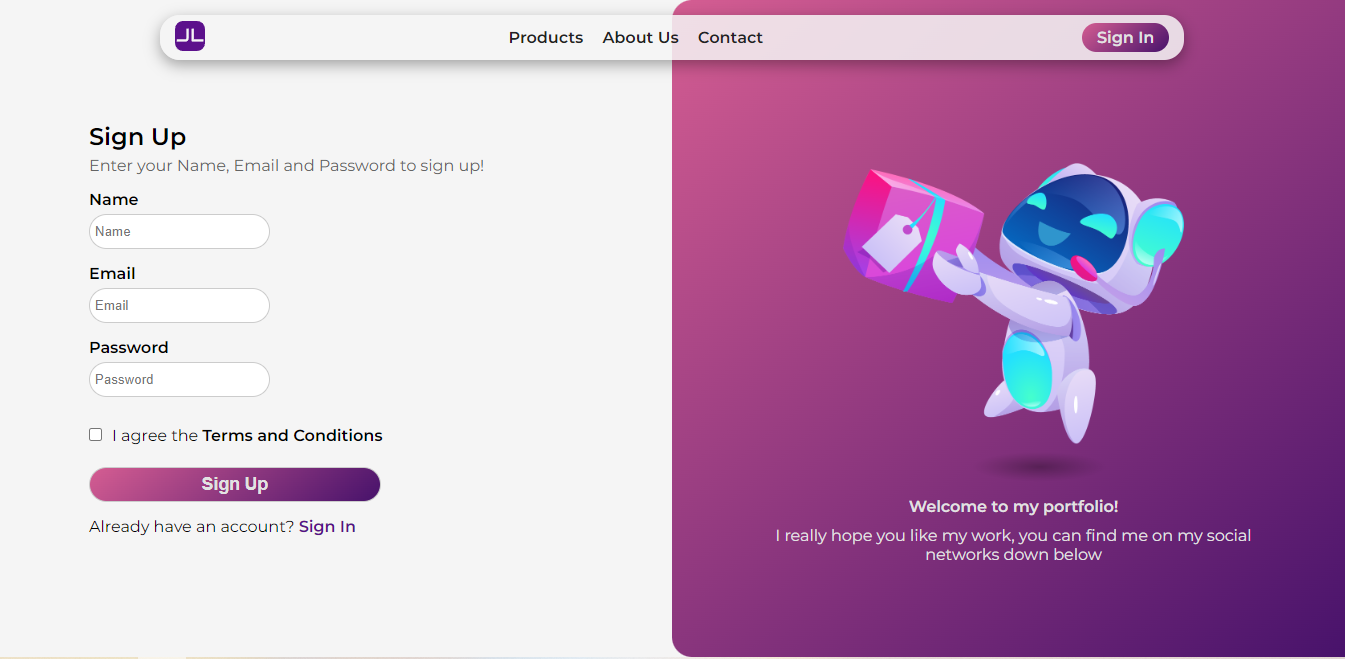 JL
Products About Us Contact Sign In
Sign Up
Enter your Name, Email and Password to sign up!
Name
Name
Email
Email
Password
Password
I agree the Terms and Conditions
Sign Up
Already have an account? Sign In
Welcome to my portfolio!
I really hope you like my work, you can find me on my social
networks down below